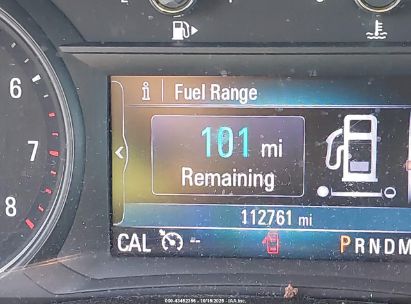 6
7
8
i Fuel Range
101 mi
Remaining
112761 mi
CAL -- PRNDM